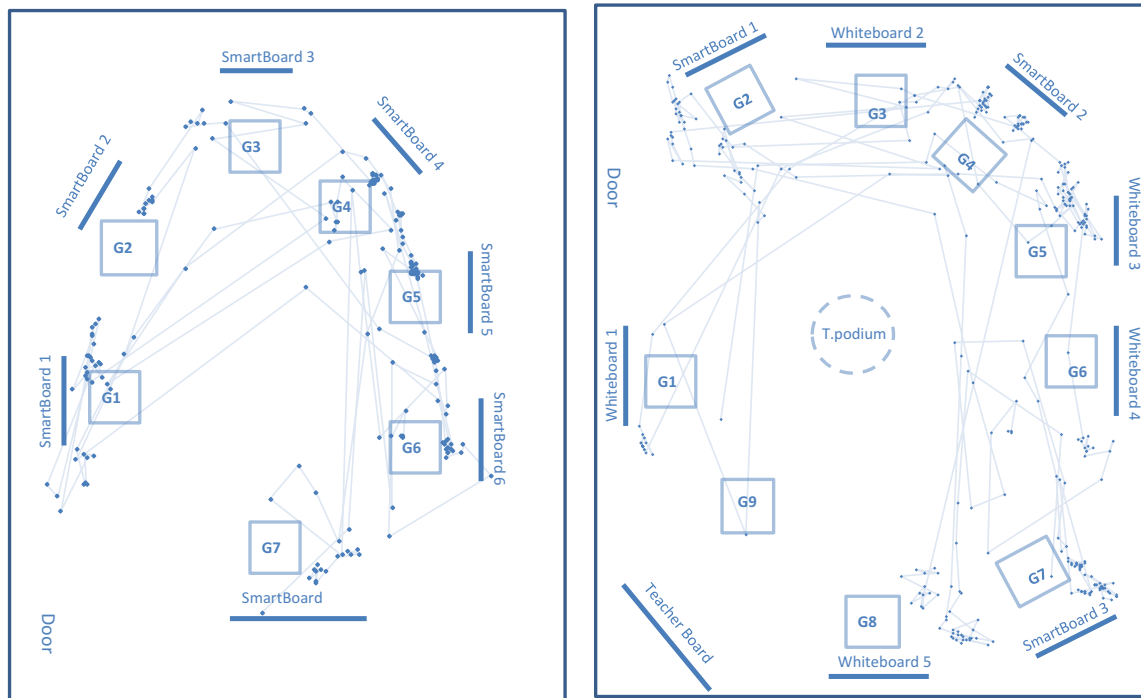 SmartBoard 3
SmartBoard 2
SmartBoard 4
G3
G4
G2
G5
SmartBoard 5
SmartBoard 1
G1
G6
SmartBoard 6
G7
SmartBoard
Door
SmartBoard 1
Whiteboard 2
SmartBoard 2
G2
G3
G4
Door
G5
Whiteboard 3
T.podium
Whiteboard 1
G1
G6
Whiteboard 4
G9
G7
G8
Teacher Board
SmartBoard 3
Whiteboard 5